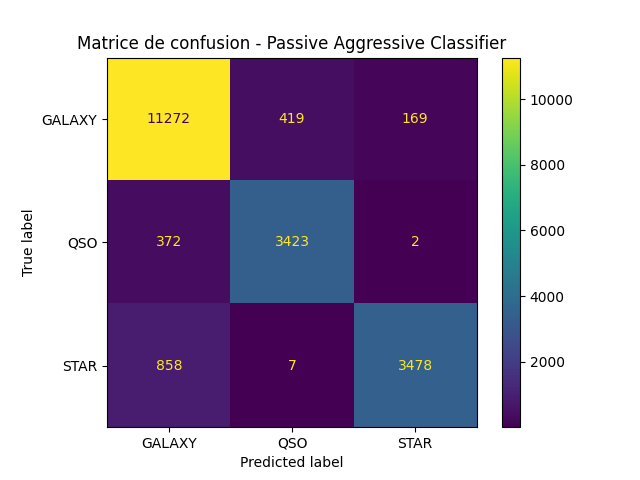 Matrice de confusion - Passive Aggressive Classifier
GALAXY 11272 419 169
QSO 372 3423 2
STAR 858 7 3478
GALAXY QSO STAR
Predicted label
True label
10000
8000
6000
4000
2000